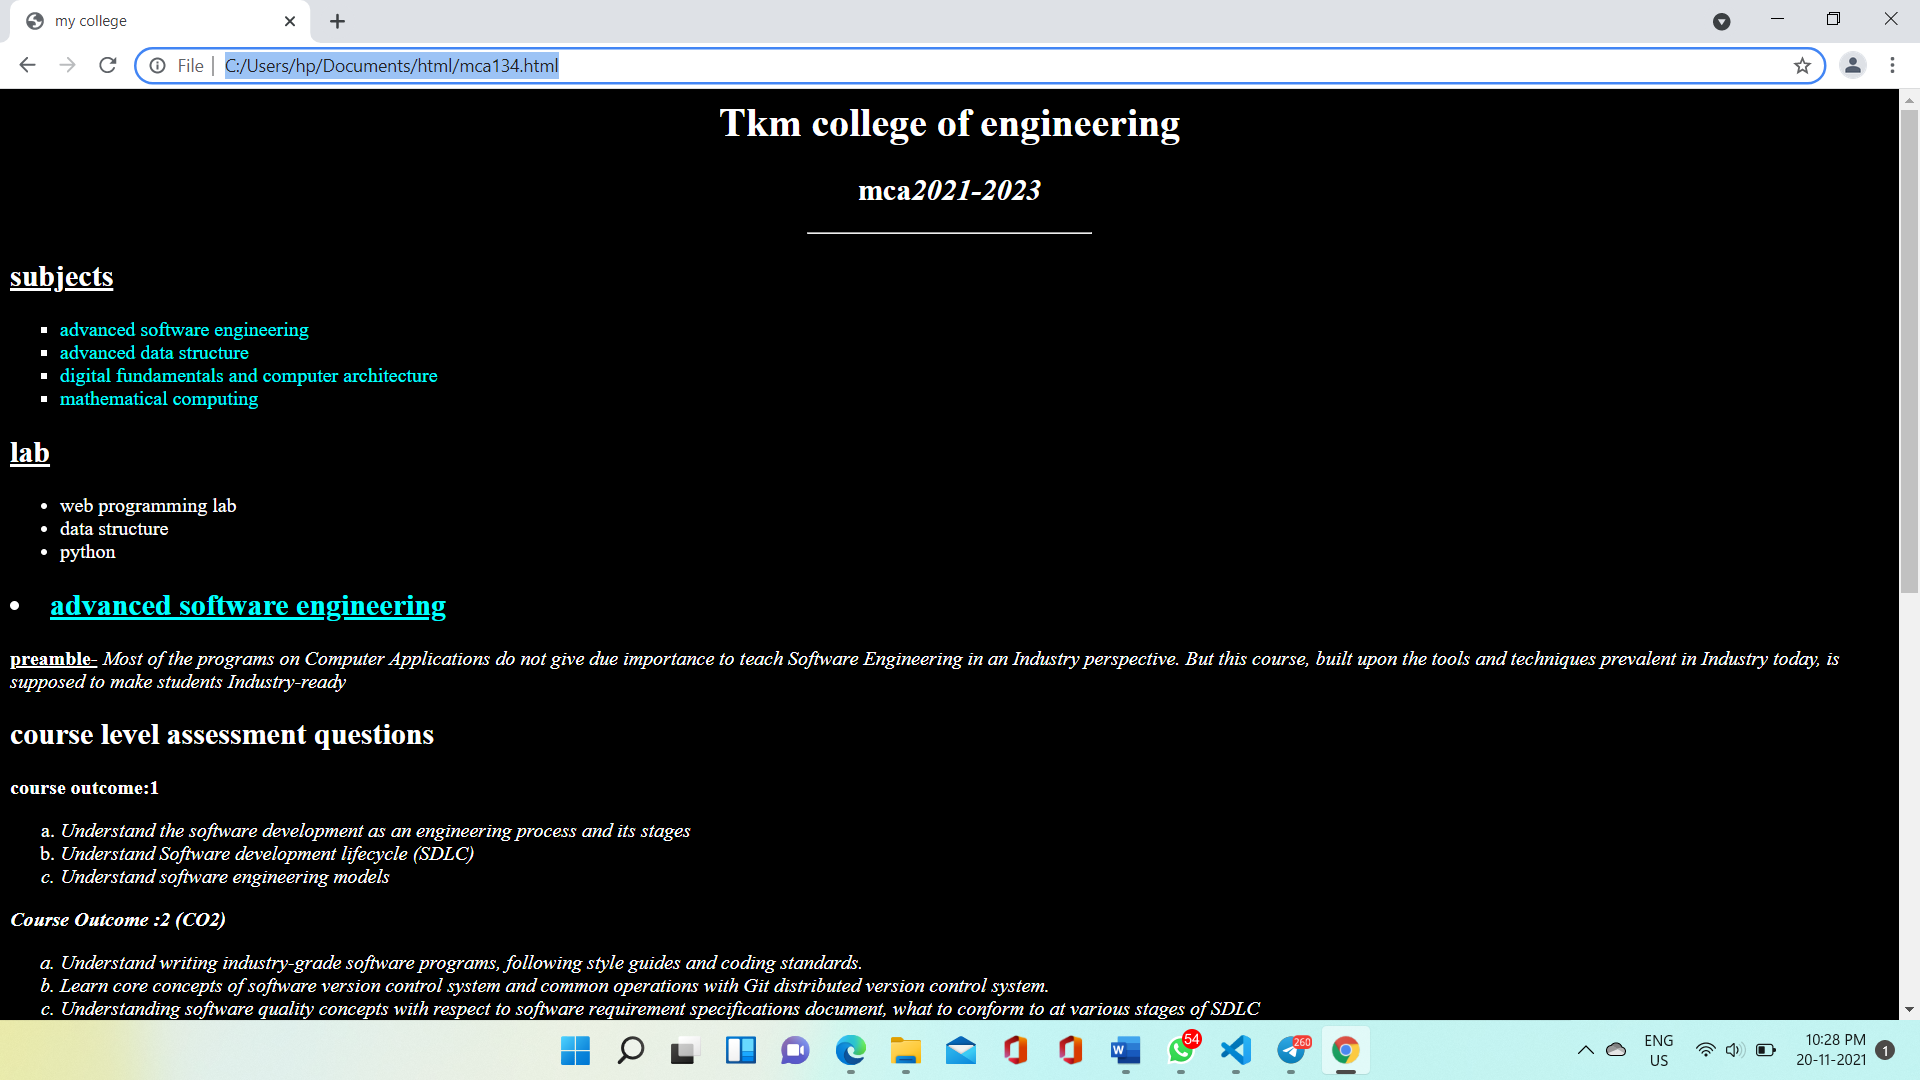 my college
File
C:/Users/hp/Documents/html/mca134.html
Tkm college of engineering
mca2021-2023
subjects
advanced software engineering
advanced data structure
digital fundamentals and computer architecture
mathematical computing
lab
web programming lab
data structure
python
advanced software engineering
preamble- Most of the programs on Computer Applications do not give due importance to teach Software Engineering in an Industry perspective. But this course, built upon the tools and techniques prevalent in Industry today, is
supposed to make students Industry-ready
course level assessment questions
course outcome:1
a. Understand the software development as an engineering process and its stages
b. Understand Software development lifecycle (SDLC)
c. Understand software engineering models
Course Outcome :2 (CO2)
a. Understand writing industry-grade software programs, following style guides and coding standards.
b. Learn core concepts of software version control system and common operations with Git distributed version control system.
c. Understanding software quality concepts with respect to software requirement specifications document, what to conform to at various stages of SDLC
W
54
260
ENG
US
10:28 PM
20-11-2021
1